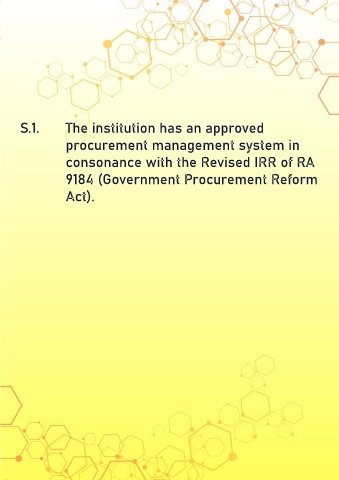 S.1. The institution has an approved
procurement management system in
consonance with the Revised IRR of RA
9184 (Government Procurement Reform
Act).